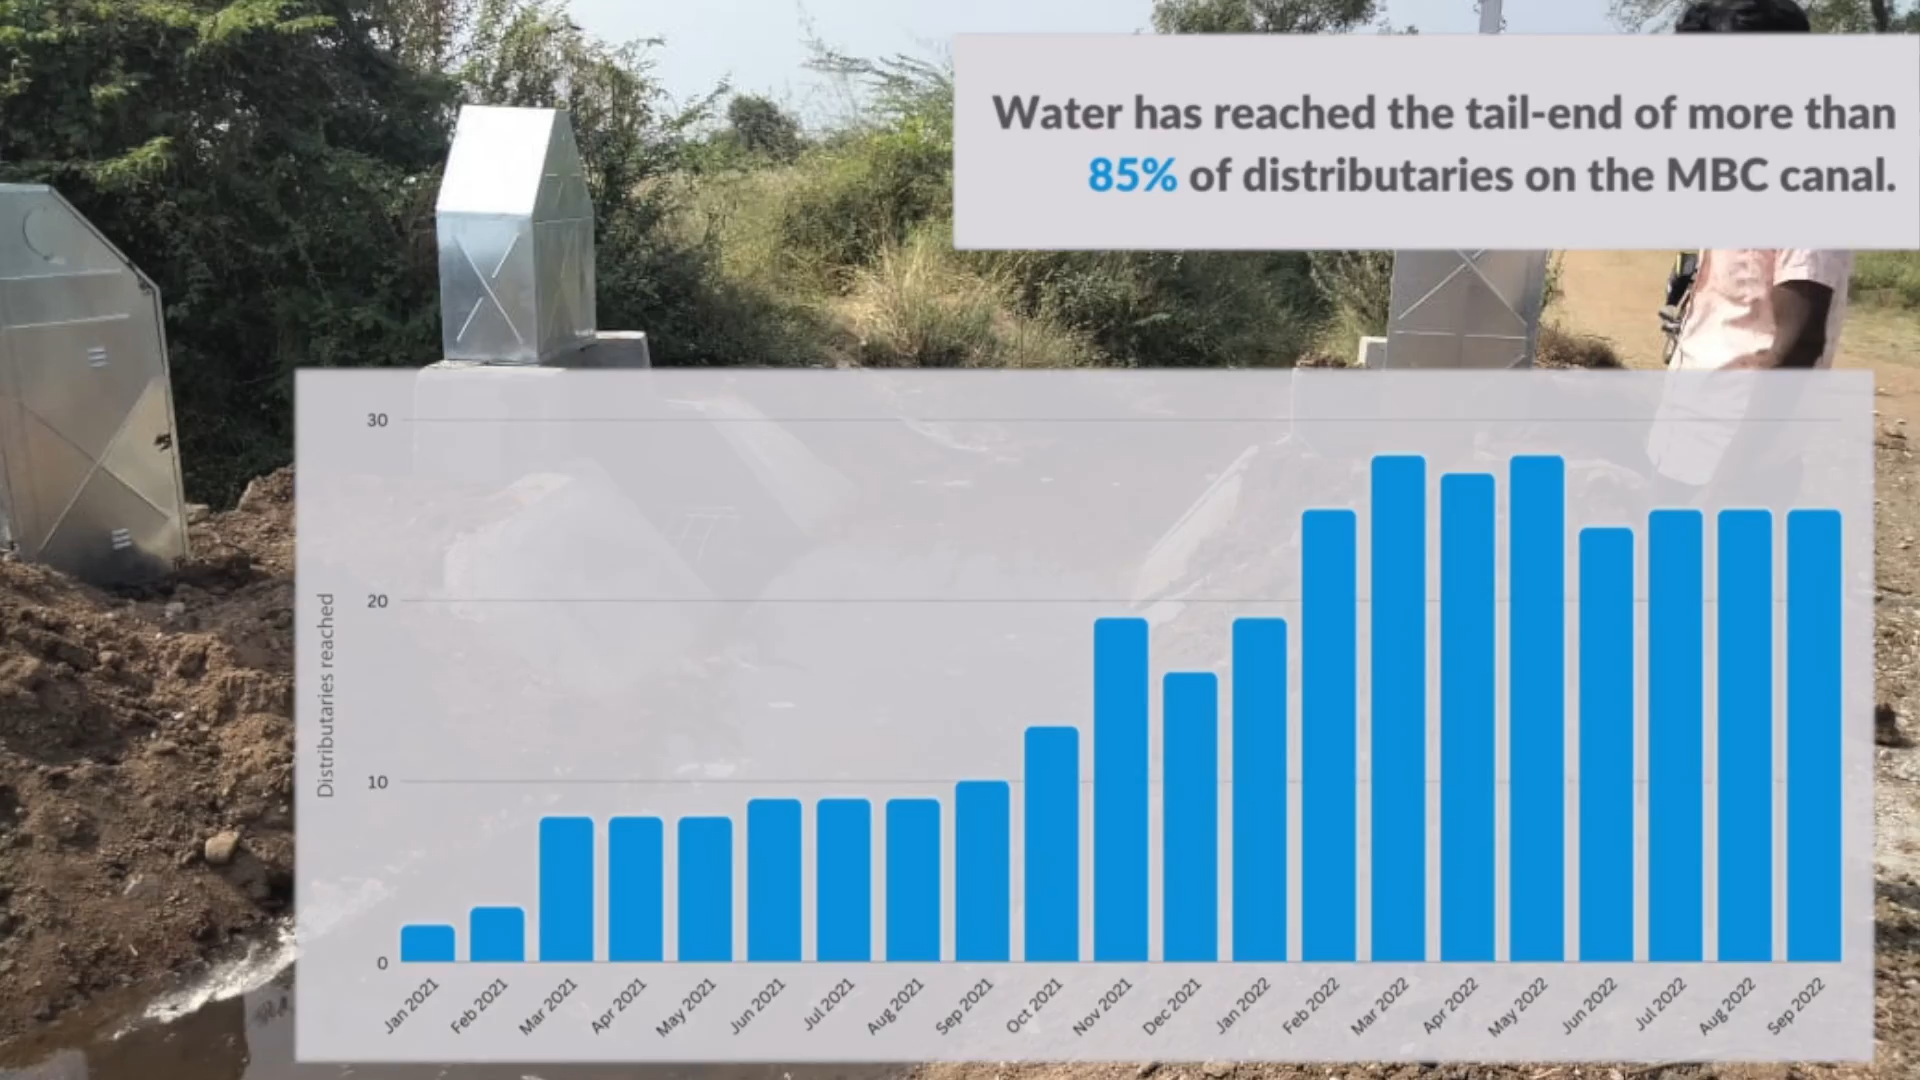 Water has reached the tail-end of more than
85% of distributaries on the MBC canal.
30
20
10
0
Distributaries reached
Jan 2021
Feb 2021
Mar 2021
Apr 2021
May 2021
Jun 2021
Jul 2021
Aug 2021
Sep 2021
Oct 2021
Nov 2021
Dec 2021
Jan 2022
Feb 2022
Mar 2022
Apr 2022
May 2022
Jun 2022
Jul 2022
Aug 2022
Sep 2022